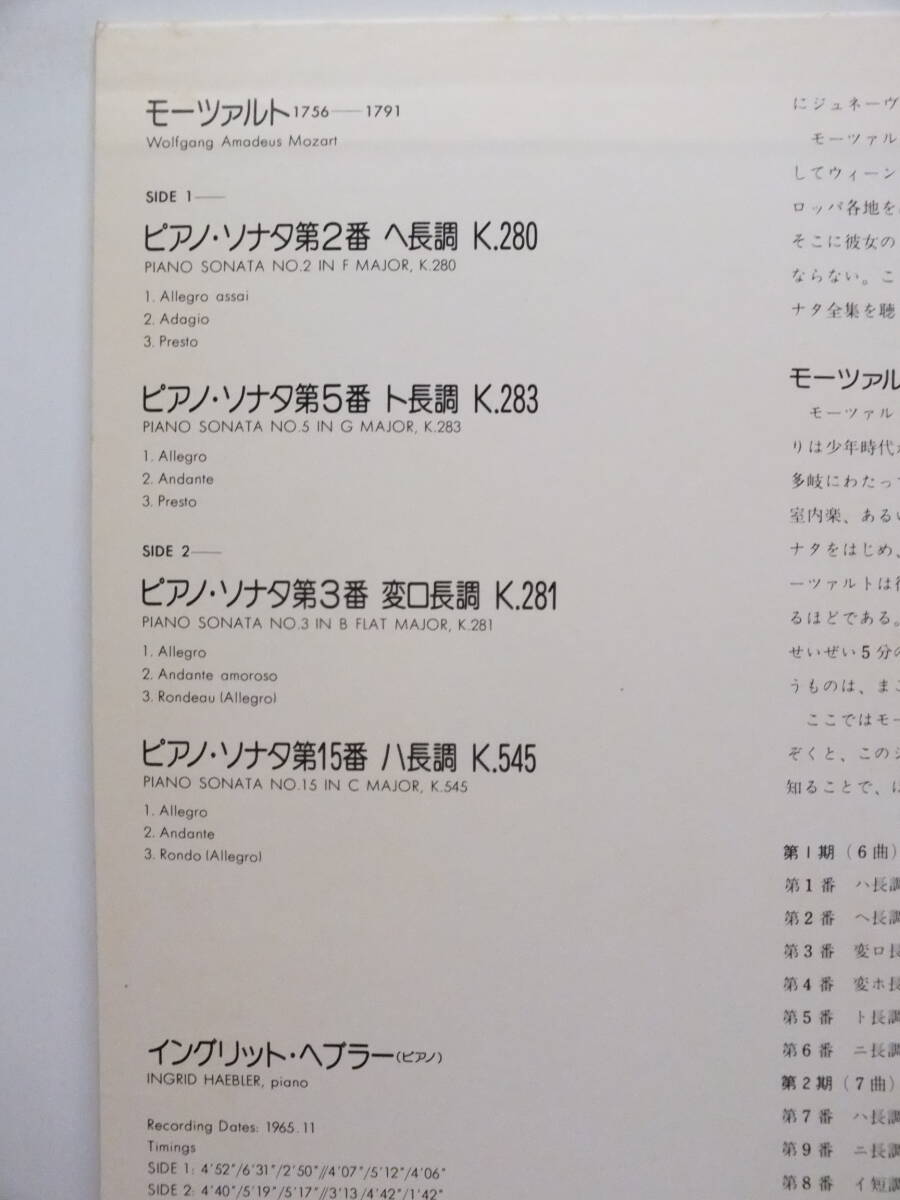 モーツァルト 1756――1791
Wolfgang Amadeus Mozart
SIDE 1――
ピアノ・ソナタ第2番 ヘ長調 K.280
PIANO SONATA NO.2 IN F MAJOR, K.280
1. Allegro assai
2. Adagio
3. Presto
ピアノ・ソナタ第5番 ト長調 K.283
PIANO SONATA NO.5 IN G MAJOR, K.283
1. Allegro
2. Andante
3. Presto
SIDE 2――
ピアノ・ソナタ第3番 変ロ長調 K.281
PIANO SONATA NO.3 IN B FLAT MAJOR, K.281
1. Allegro
2. Andante amoroso
3. Rondeau (Allegro)
ピアノ・ソナタ第15番 ハ長調 K.545
PIANO SONATA NO.15 IN C MAJOR, K.545
1. Allegro
2. Andante
3. Rondo (Allegro)
イングリット・ヘブラー(ピアノ)
INGRID HAEBLER, piano
Recording Dates: 1965.11
Timings
SIDE 1: 4'52"/6'31"/2'50"//4'07"/5'12"/4'06"
SIDE 2: 4'40"/5'19"/5'17"//3'13/4'42"/1'42"
にジュネーヴ
モーツァル
してウィーン
ロッパ各地を
そこに彼女の
ならない。こ
ナタ全集を聴
モーツァル
モーツァルト
りは少年時代
多岐にわたって
室内楽、ある
ナタをはじめ、
ーツァルトは
るほどである。
せいぜい5分の
うものは、ま
ここではモー
ぞくと、この
知ることで、
第1期(6曲)
第1番 ハ長調
第2番 ヘ長調
第3番 変ロ長
第4番 変ホ長
第5番 ト長調
第6番 ニ長調
第2期(7曲)
第7番 ハ長調
第9番 ニ長調
第8番 イ短調